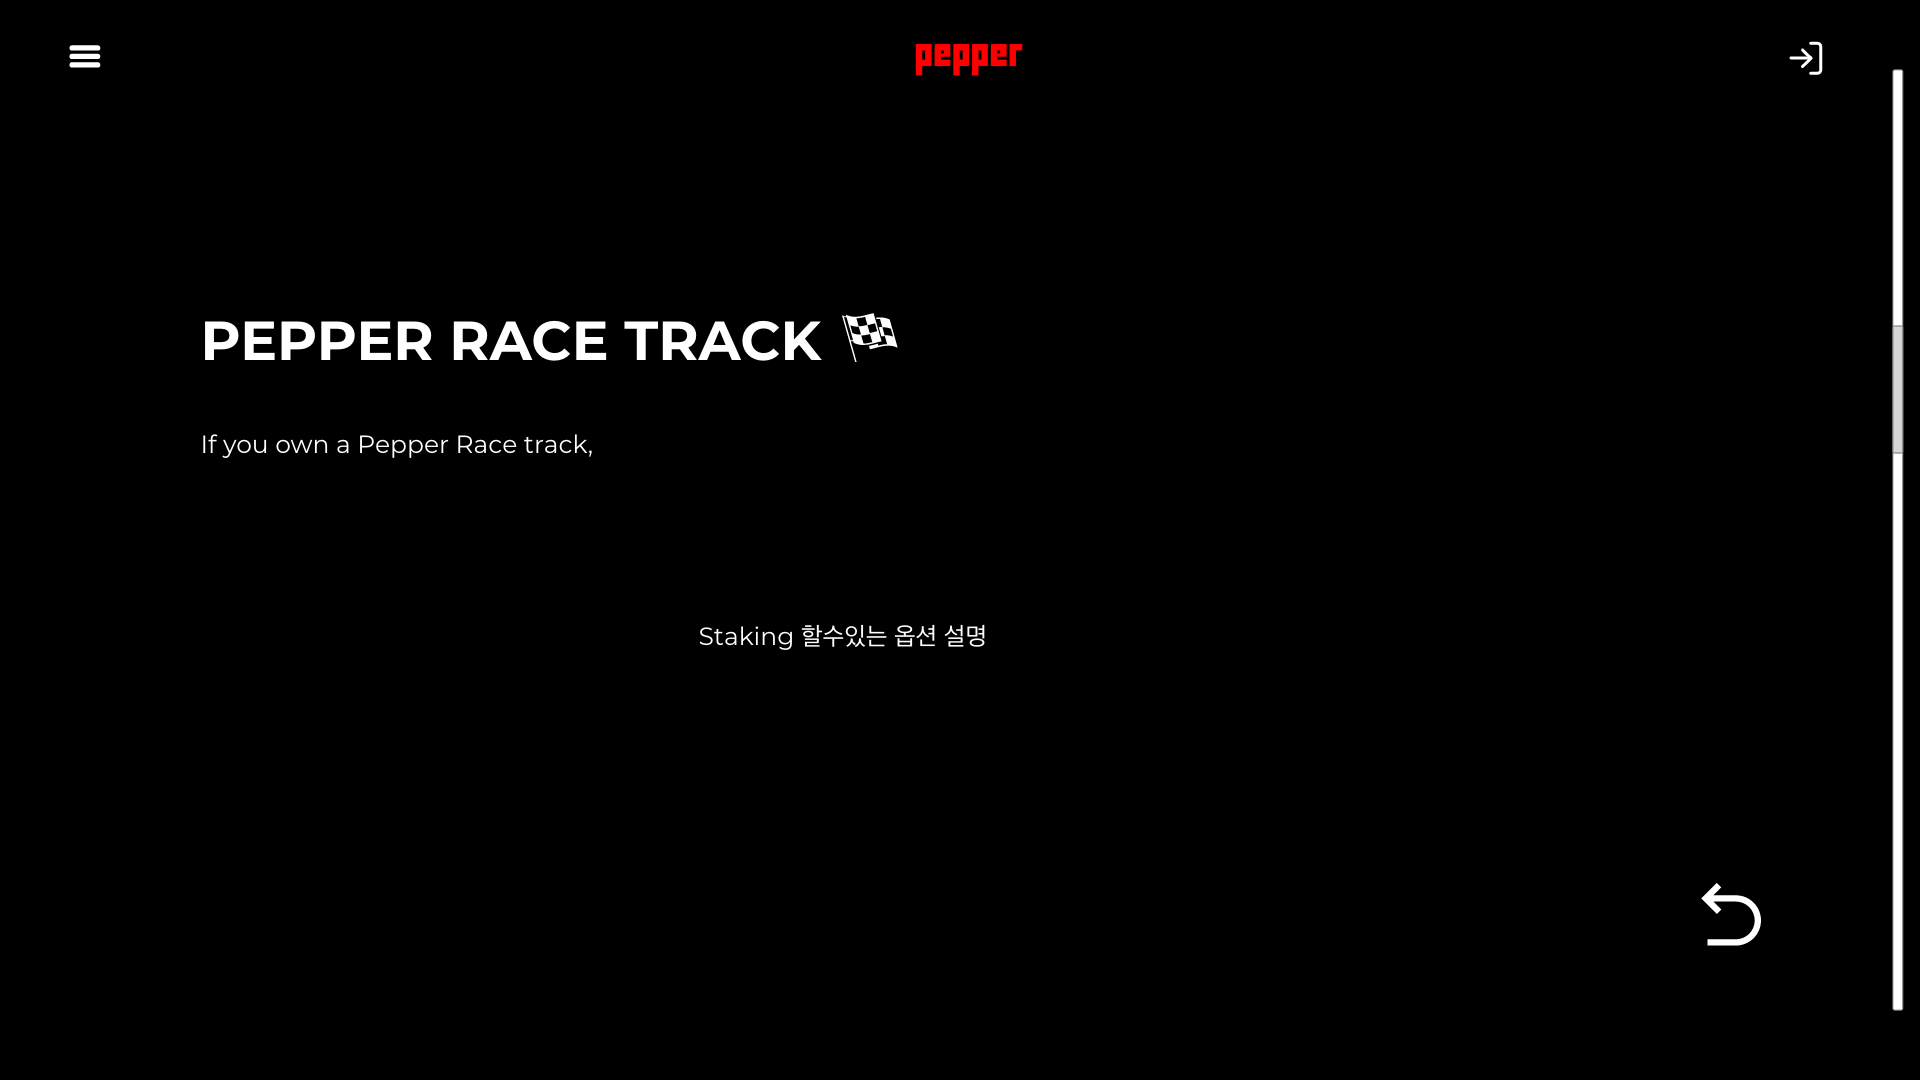 pepper
PEPPER RACE TRACK
If you own a Pepper Race track,
Staking 할수있는 옵션 설명